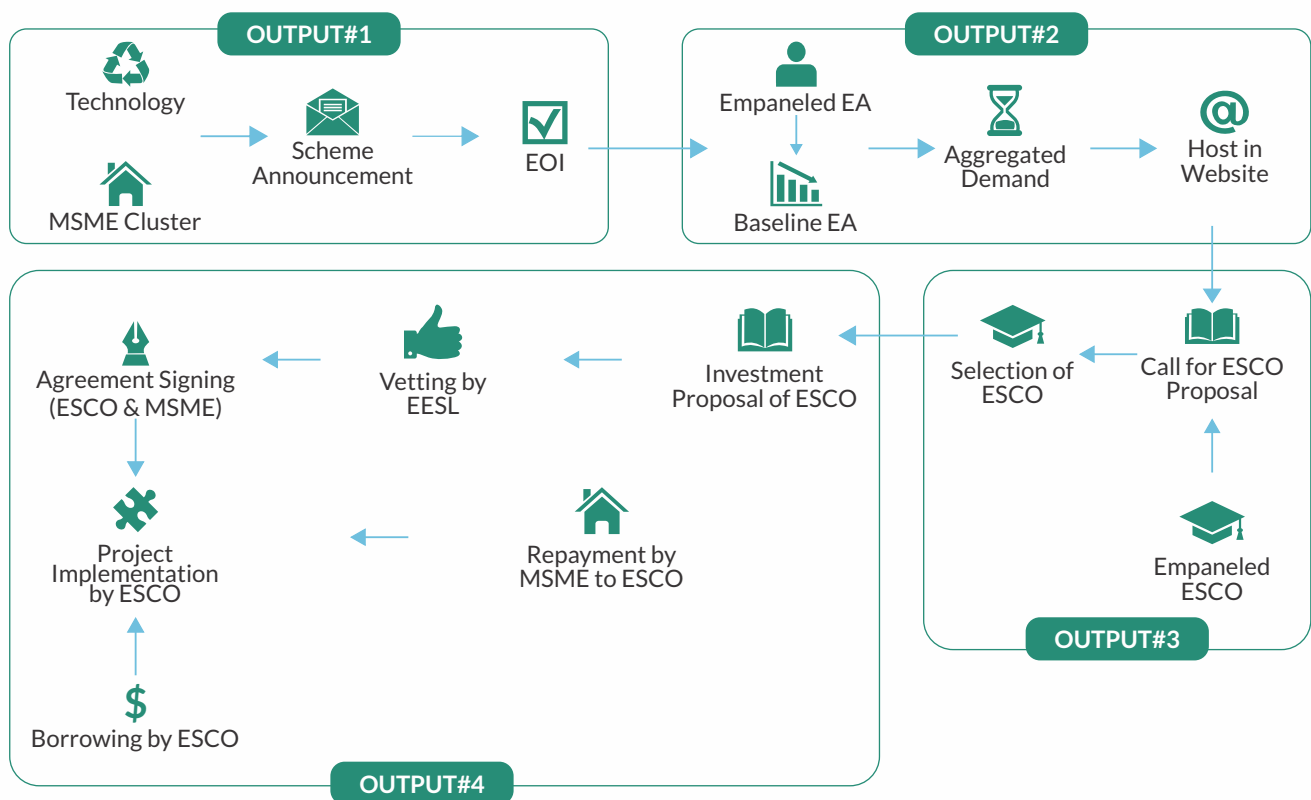 OUTPUT#1
Technology
MSME Cluster
Scheme
Announcement
EOI
OUTPUT#2
Empaneled EA
Baseline EA
Aggregated
Demand
@
Host in
Website
OUTPUT#3
Call for ESCO
Proposal
Empaneled
ESCO
Selection of
ESCO
OUTPUT#4
Investment
Proposal of ESCO
Vetting by
EESL
Agreement Signing
(ESCO & MSME)
Project
Implementation
by ESCO
Repayment by
MSME to ESCO
$
Borrowing by ESCO